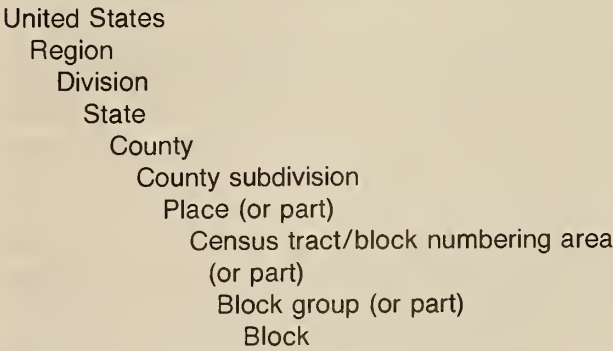 United States
Region
Division
State
County
County subdivision
Place (or part)
Census tract/block numbering area
(or part)
Block group (or part)
Block